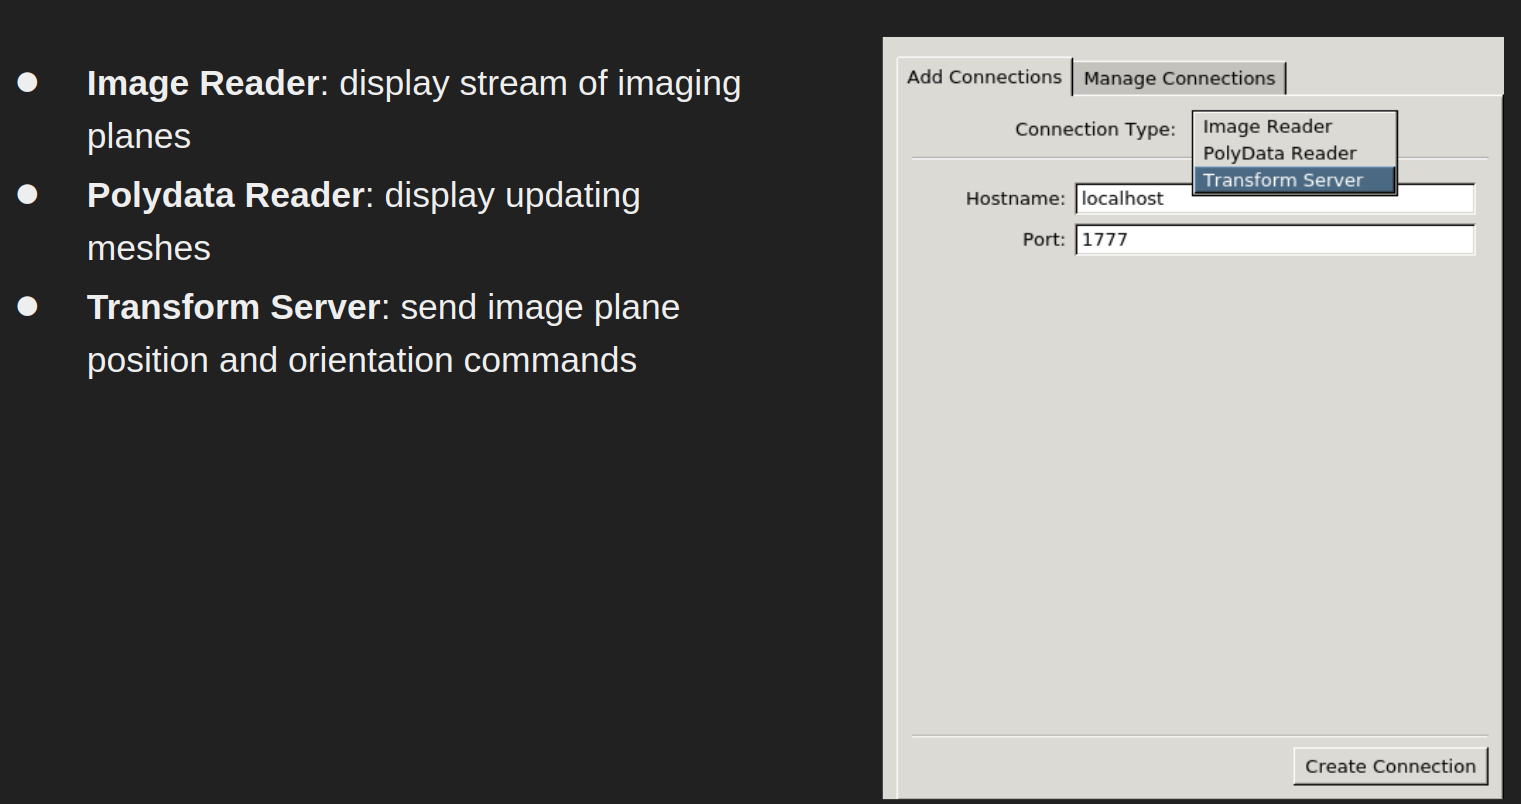 ● Image Reader: display stream of imaging
planes
● Polydata Reader: display updating
meshes
● Transform Server: send image plane
position and orientation commands
Add Connections Manage Connections
Connection Type: Image Reader
PolyData Reader
Transform Server
Hostname: localhost
Port: 1777
Create Connection